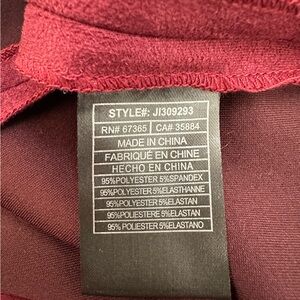 STYLE#: JI309293
RN# 67365 CA# 35884
MADE IN CHINA
FABRIQUÉ EN CHINE
HECHO EN CHINA
95%POLYESTER 5%SPANDEX
95%POLYESTER 5%ELASTHANNE
95%POLYESTER 5%ELASTAN
95%POLIESTERE 5%ELASTAN
95% POLIESTER 5%ELASTANO